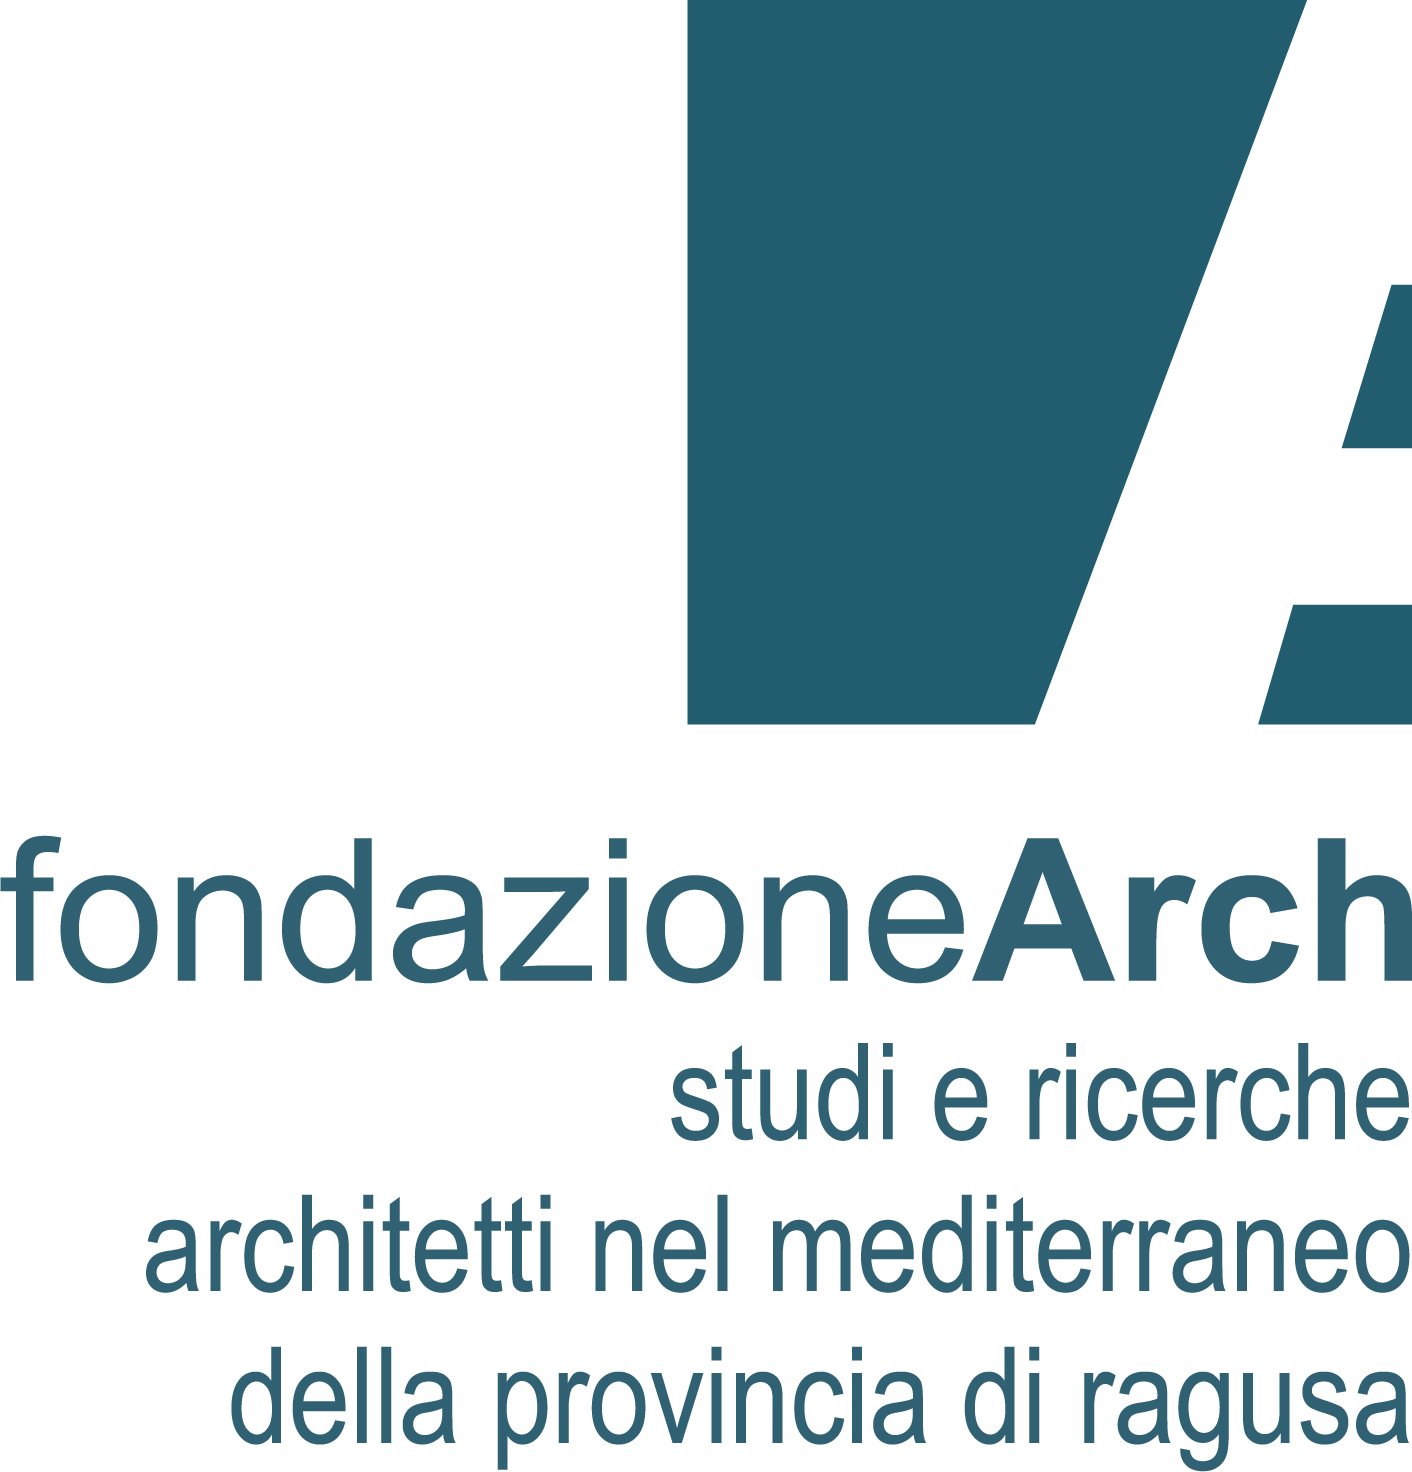 A
fondazioneArch
studi e ricerche
architetti nel mediterraneo
della provincia di ragusa